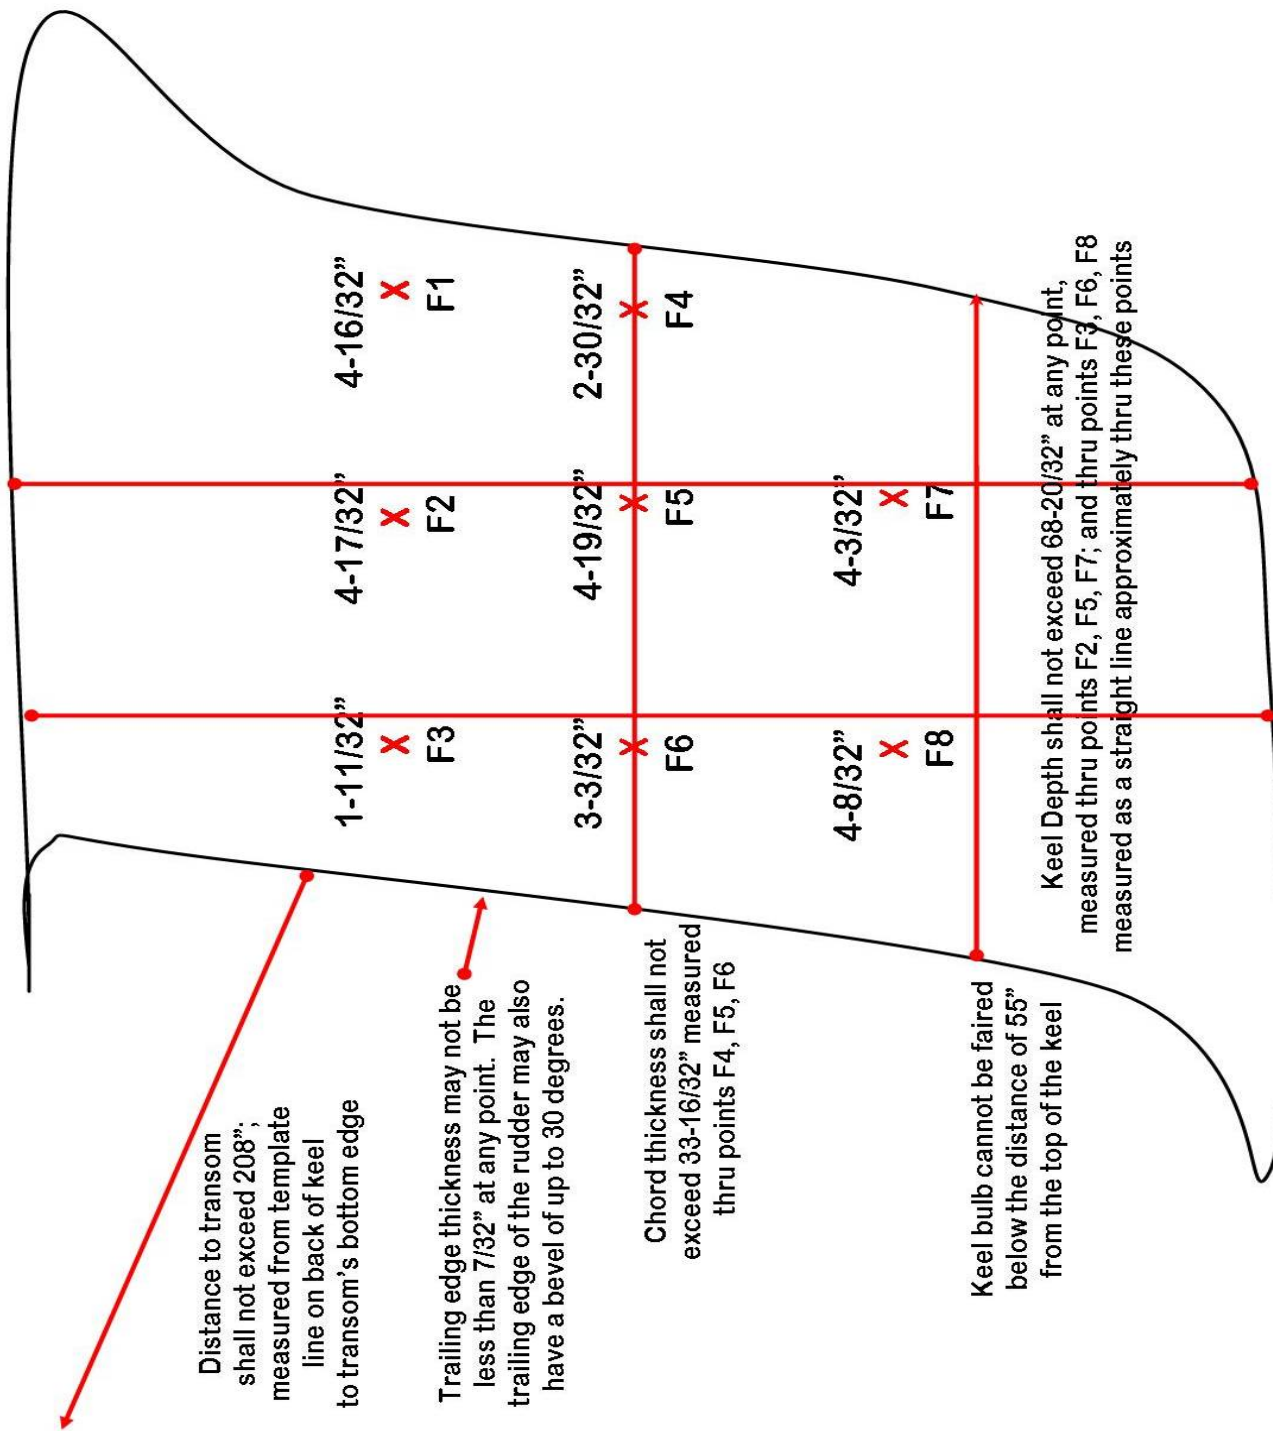 Distance to transom
shall not exceed 208";
measured from template
line on back of keel
to transom's bottom edge
1-11/32”
F3
4-17/32”
F2
4-16/32”
F1
Trailing edge thickness may not be
less than 7/32” at any point. The
trailing edge of the rudder may also
have a bevel of up to 30 degrees.
3-3/32”
F6
4-19/32”
F5
2-30/32”
F4
Chord thickness shall not
exceed 33-16/32” measured
thru points F4, F5, F6
4-8/32”
F8
4-3/32”
F7
Keel bulb cannot be faired
below the distance of 55”
from the top of the keel
Keel Depth shall not exceed 68-20/32” at any point,
measured thru points F2, F5, F7; and thru points F3, F6, F8
measured as a straight line approximately thru these points